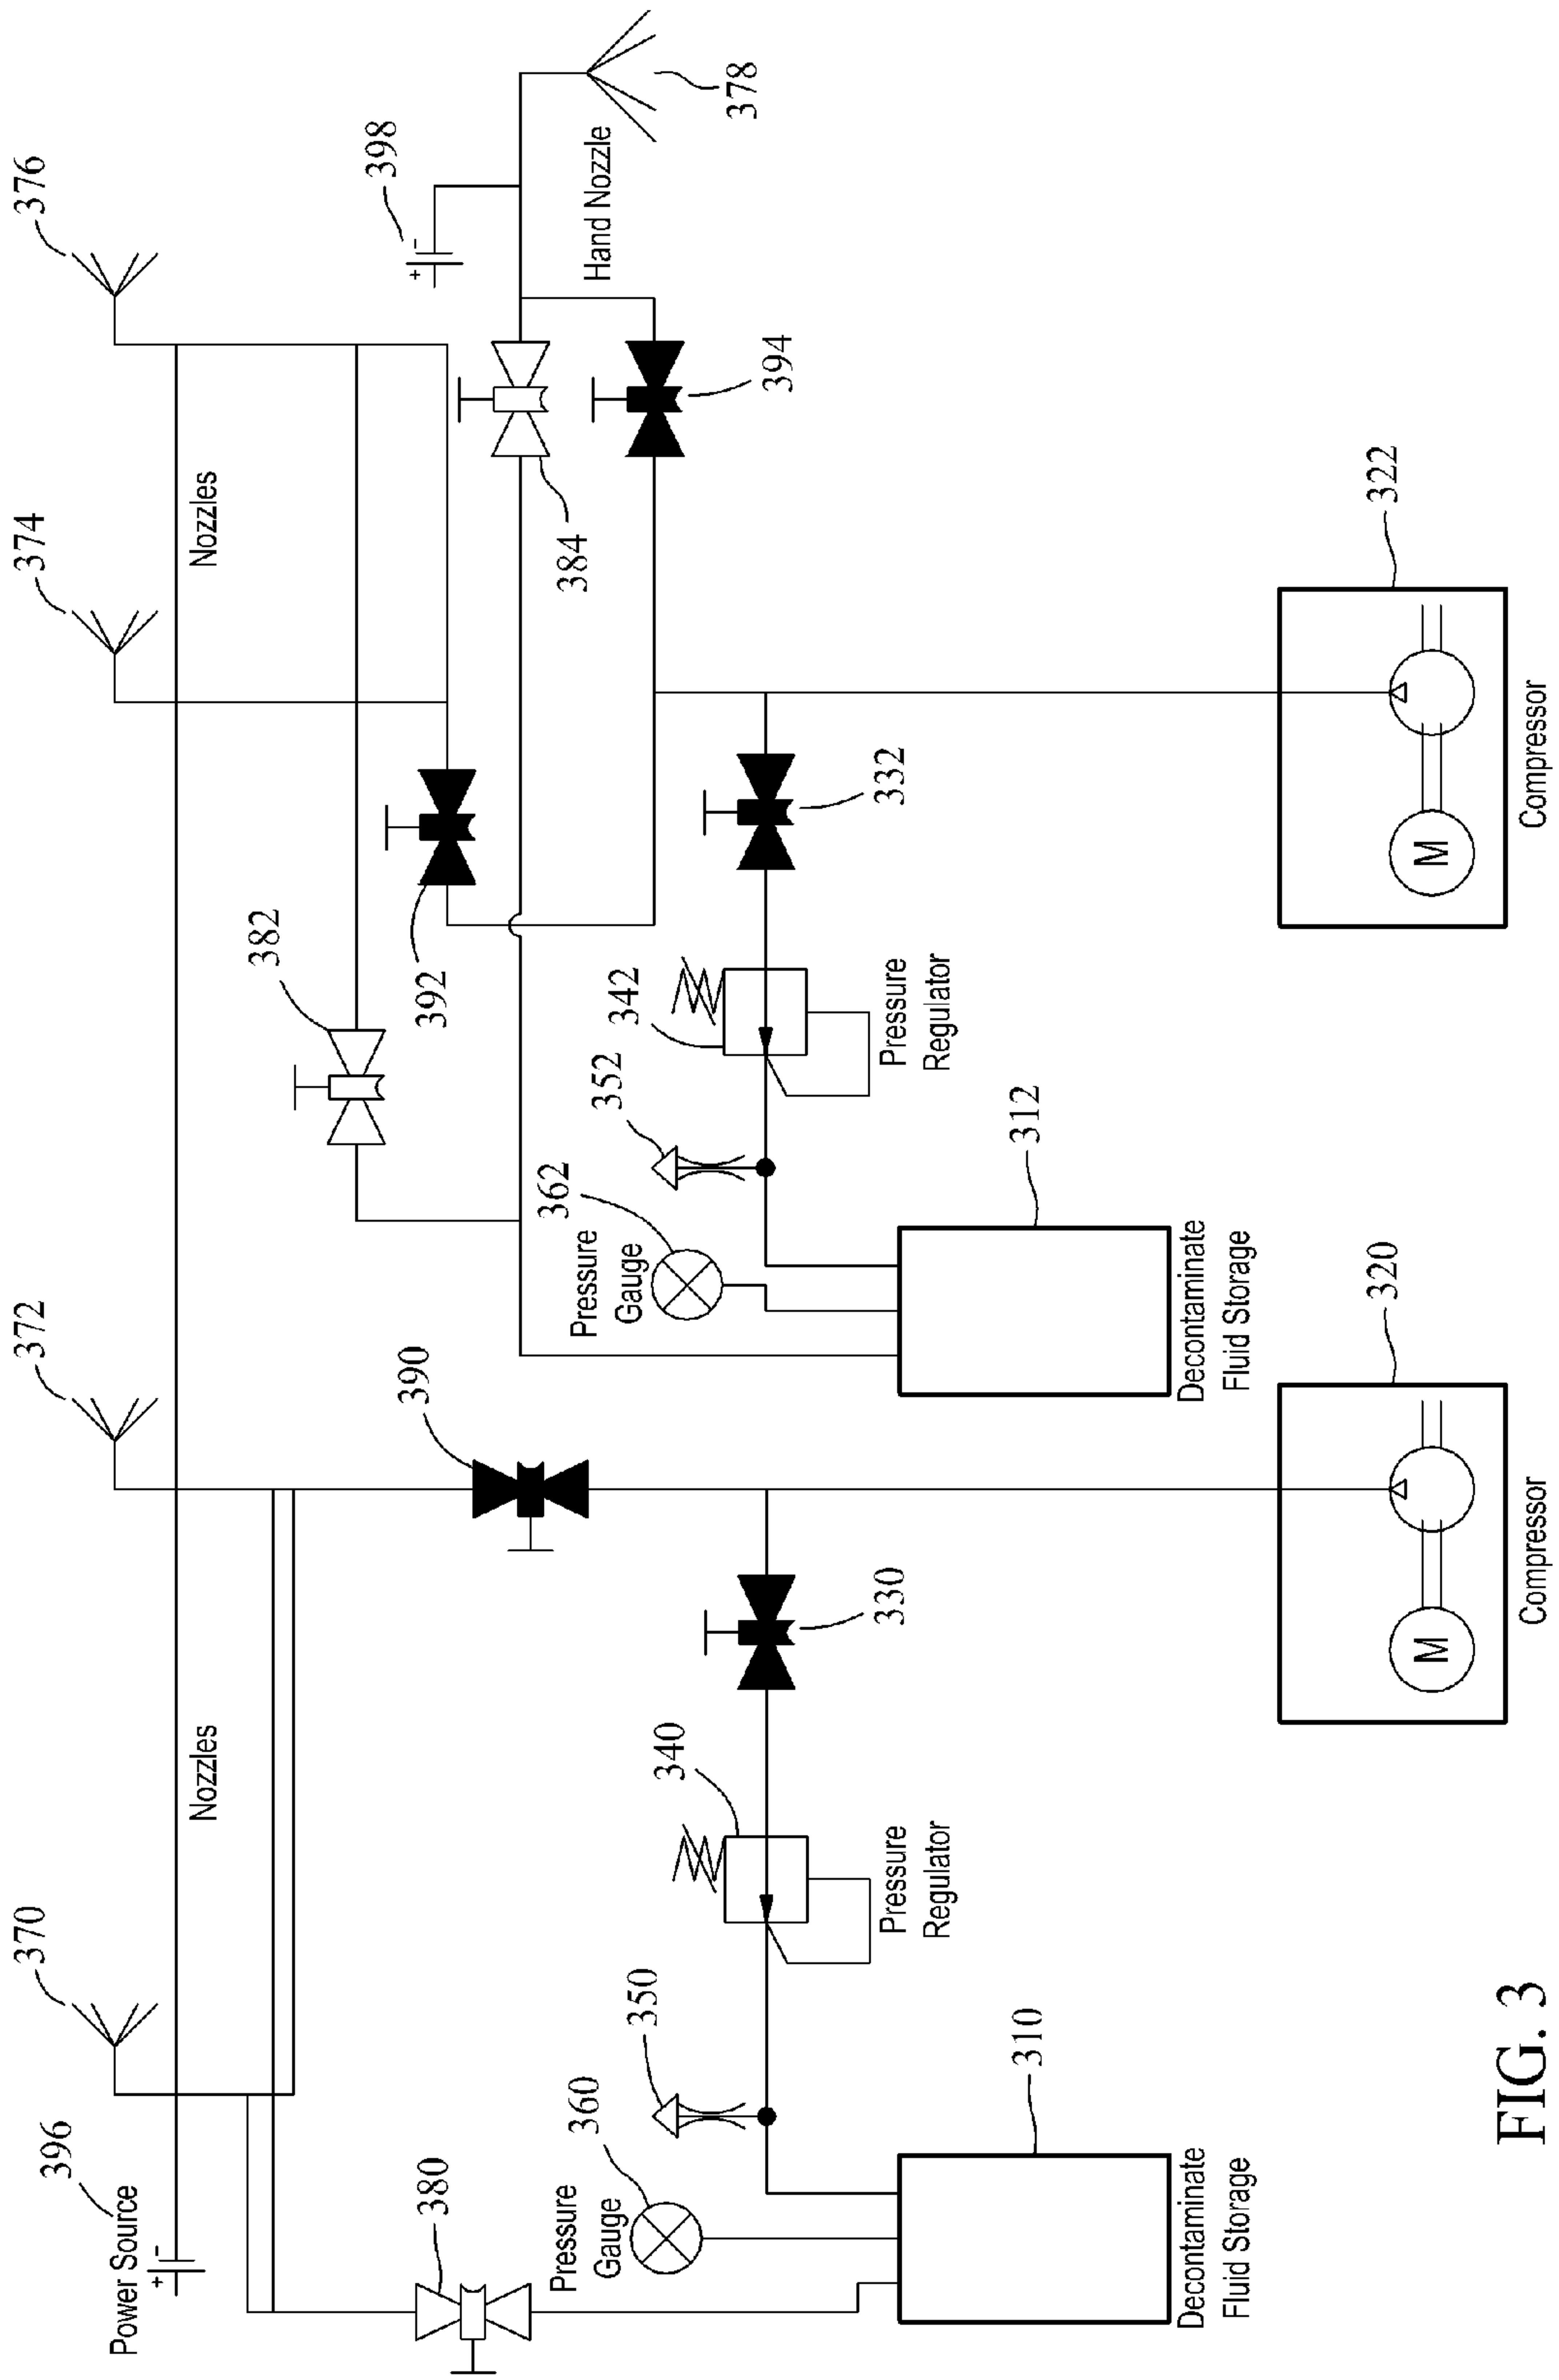 396
Power Source
+
-
370
372
374
376
Nozzles
Nozzles
398
+
-
Hand Nozzle
378
380
390
382
392
384
394
Pressure
Gauge
360
350
340
Pressure
Regulator
330
Pressure
Gauge
362
352
342
Pressure
Regulator
332
310
Decontaminate
Fluid Storage
312
Decontaminate
Fluid Storage
320
M
Compressor
322
M
Compressor
FIG. 3